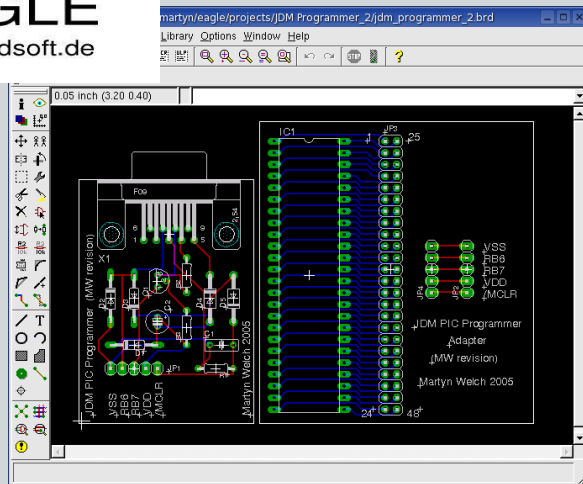 GLE
dsoft.de
martyn/eagle/projects/JDM Programmer_2/jdm_programmer_2.brd
Library Options Window Help
0.05 inch (3.20 0.40)
IC1
1
JP3
25
F09
6
9
1
5
2,54
X1
VSS
RB6
RB7
VDD
/MCLR
JP4
JP2
JDM PIC Programmer
Adapter
(MW revision)
Martyn Welch 2005
24
48
JDM PIC Programmer (MW revision)
JP1
VSS
RB6
RB7
VDD
/MCLR
Martyn Welch 2005